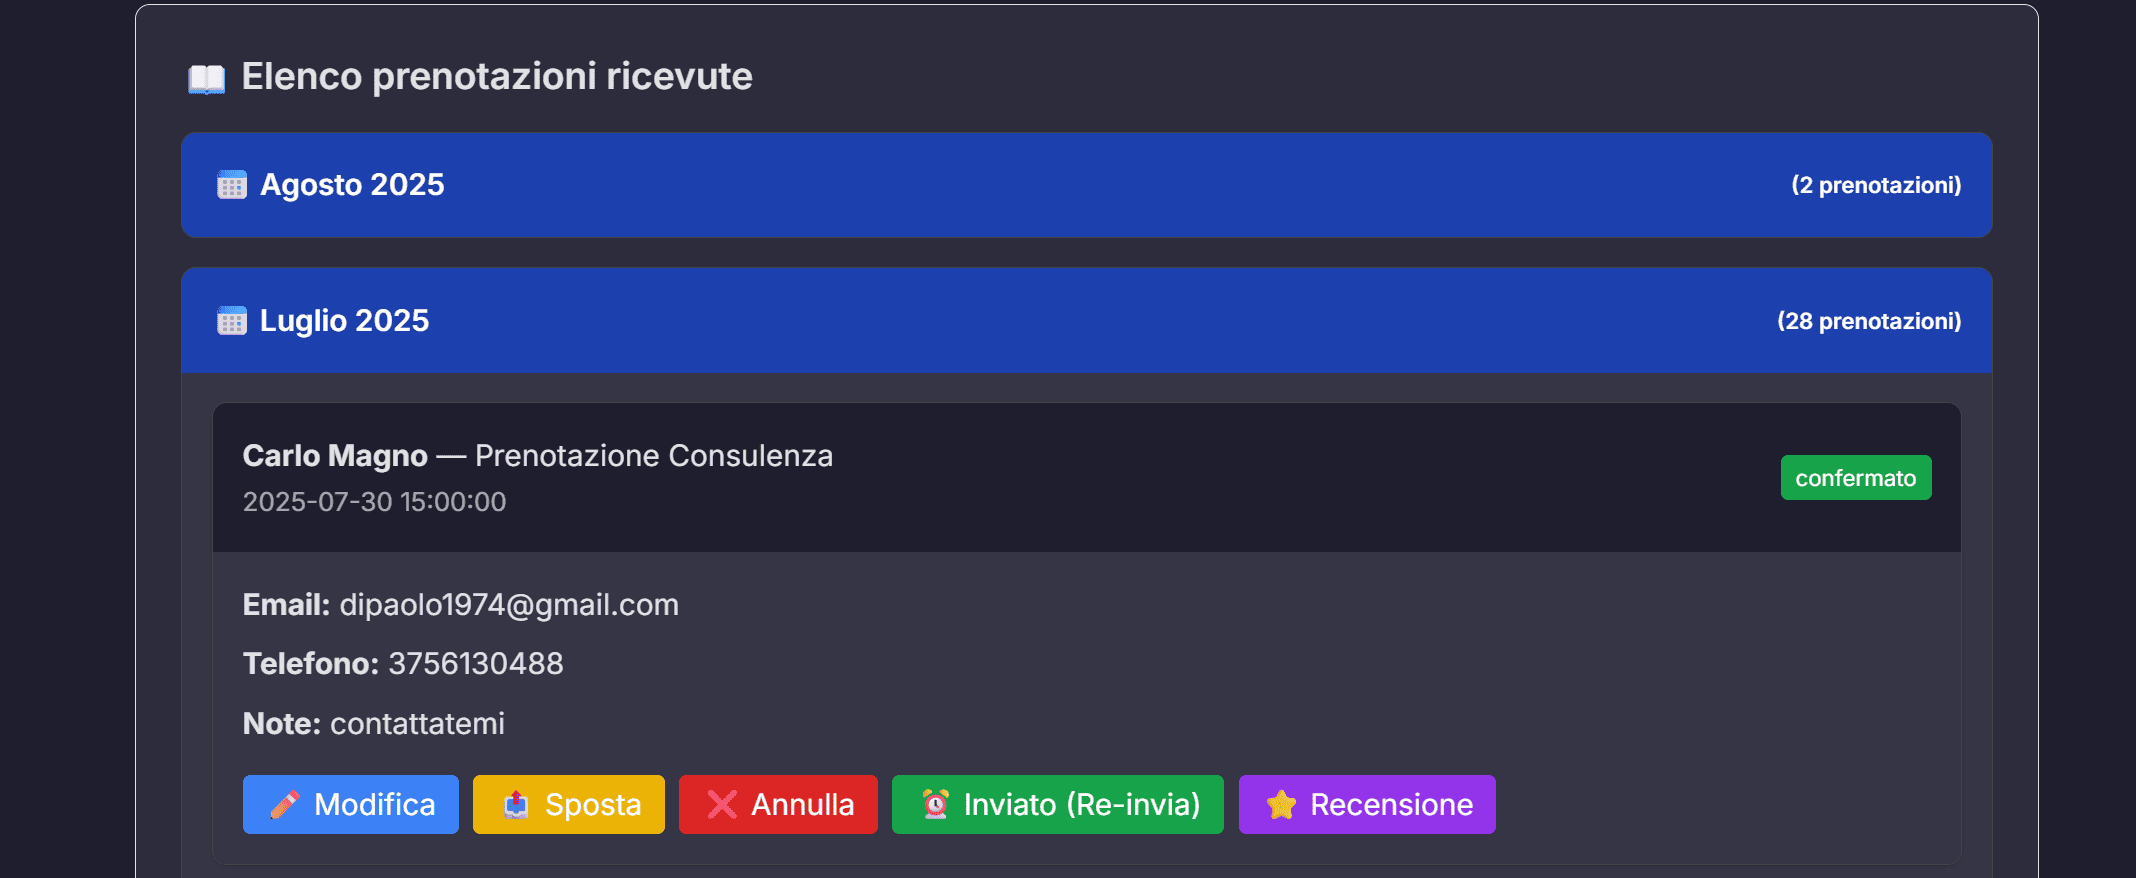 Elenco prenotazioni ricevute
Agosto 2025 (2 prenotazioni)
Luglio 2025 (28 prenotazioni)
Carlo Magno — Prenotazione Consulenza
2025-07-30 15:00:00
confermato
Email: dipaolo1974@gmail.com
Telefono: 3756130488
Note: contattatemi
Modifica Sposta Annulla Inviato (Re-invia) Recensione